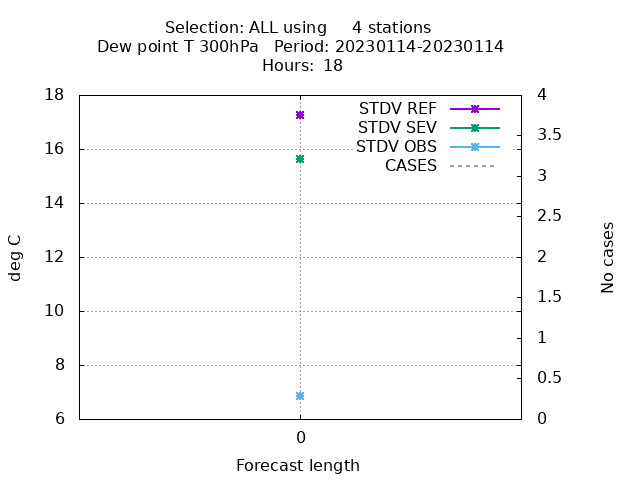 Selection: ALL using     4 stations
Dew point T 300hPa   Period: 20230114-20230114
Hours: 18
STDV REF
STDV SEV
STDV OBS
CASES
18
16
14
12
10
8
6
4
3.5
3
2.5
2
1.5
1
0.5
0
deg C
No cases
0
Forecast length